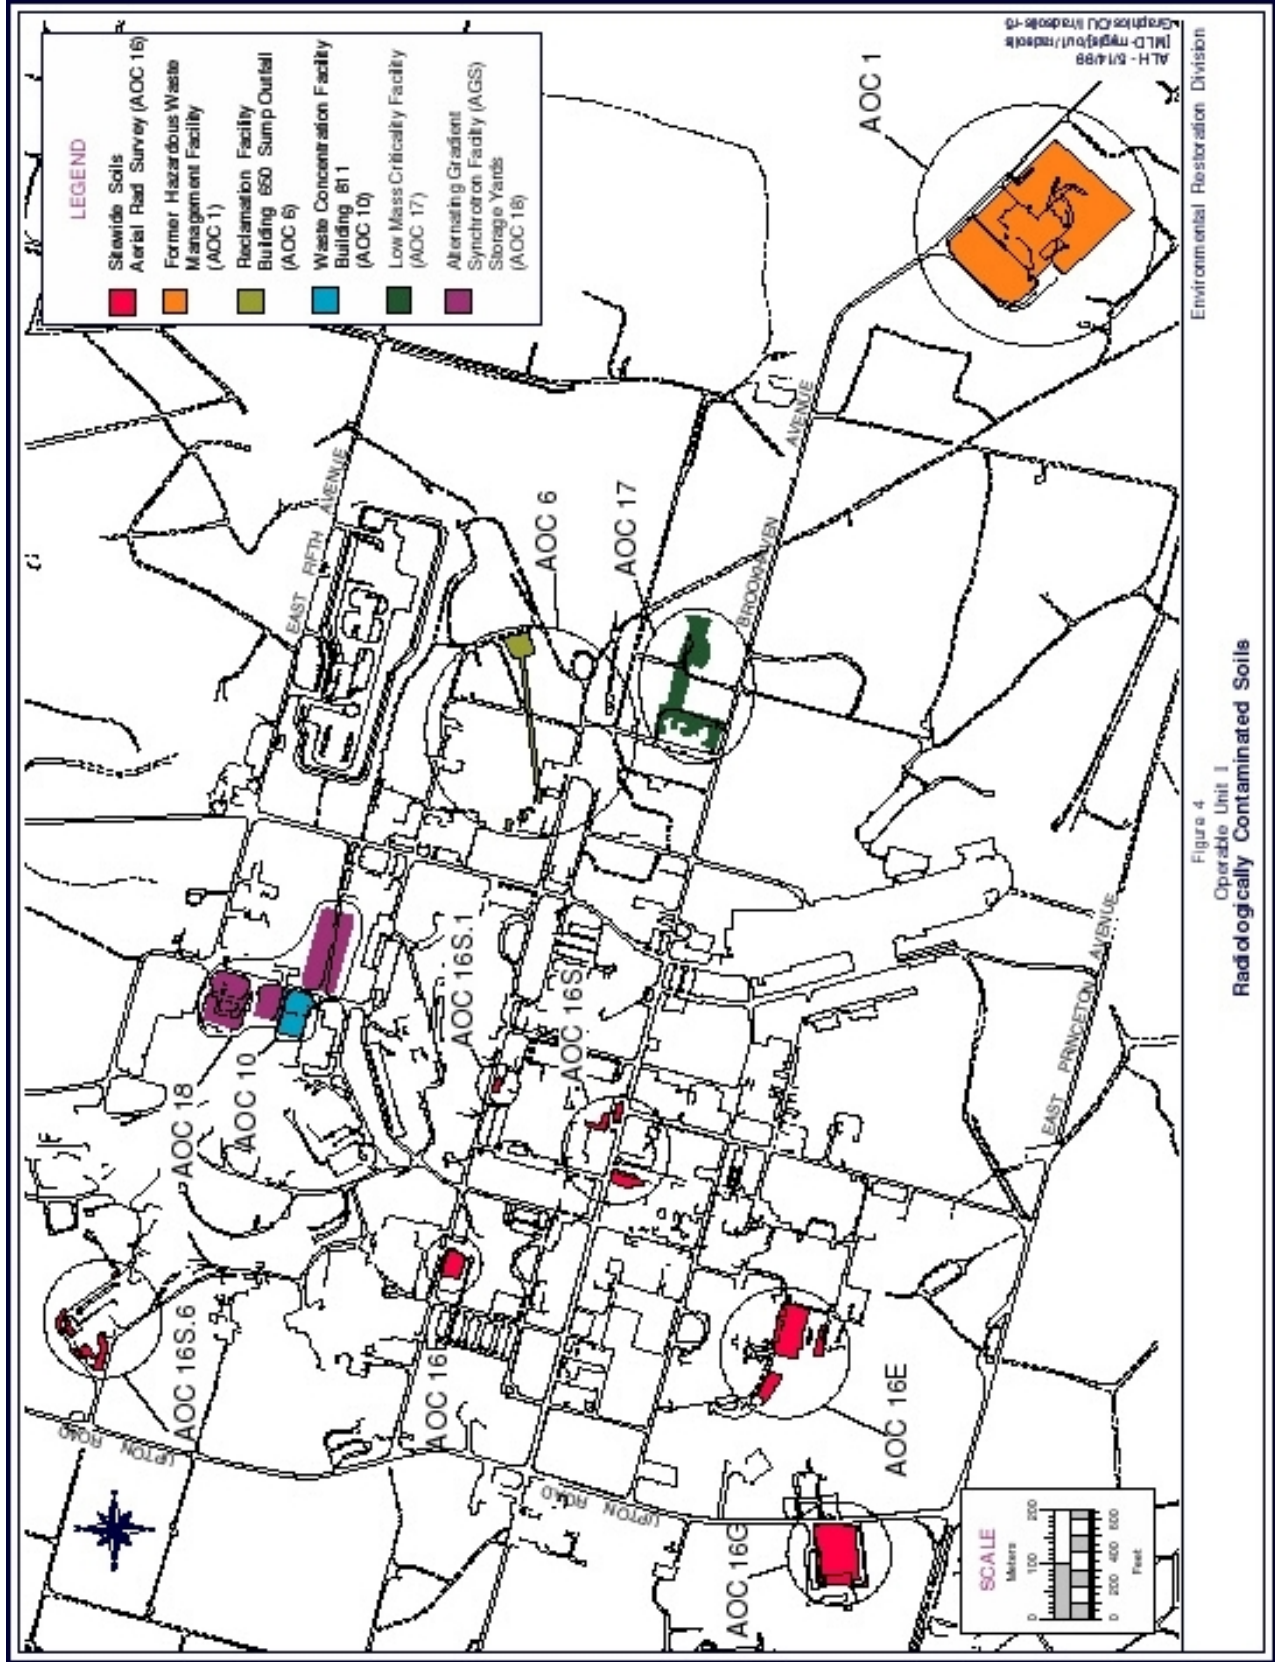 LEGEND
Sitewide Soils
Aerial Rad Survey (AOC 16)
Former Hazardous Waste
Management Facility
(AOC 1)
Reclamation Facility
Building 650 Sump Outfall
(AOC 6)
Waste Concentration Facility
Building 811
(AOC 10)
Low Mass Criticality Facility
(AOC 17)
Alternating Gradient
Synchrotron Facility (AGS)
Storage Yards
(AOC 18)
UPTON ROAD
AOC 16S.6
AOC 18
AOC 10
EAST FIFTH AVENUE
AOC 16
AOC 16S.1
AOC 6
AOC 16S
AOC 17
UPTON ROAD
BROOKHAVEN AVENUE
AOC 1
AOC 16G
AOC 16E
EAST PRINCETON AVENUE
SCALE
Meters
0 100 200
0 200 400 600
Feet
ALH - 5/14/99
Environmental Restoration Division
Figure 4
Operable Unit I
Radiologically Contaminated Soils